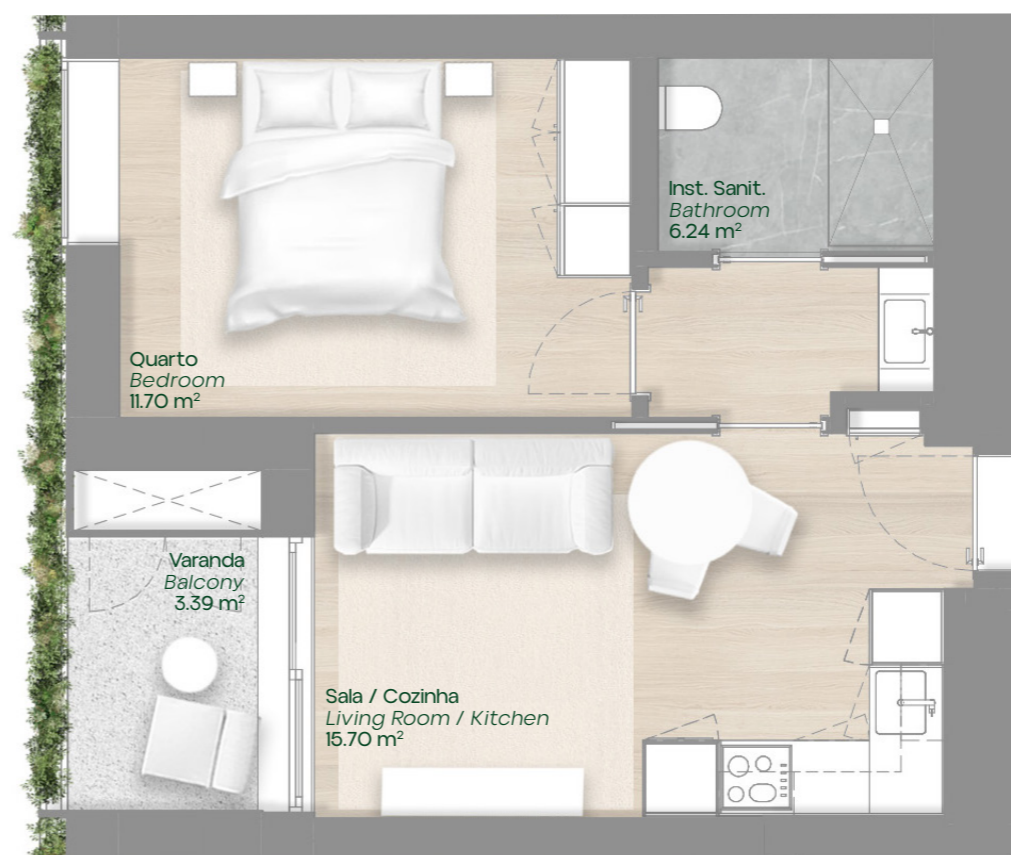 Inst. Sanit.
Bathroom
6.24 m²
Quarto
Bedroom
11.70 m²
Varanda
Balcony
3.39 m²
Sala / Cozinha
Living Room / Kitchen
15.70 m²